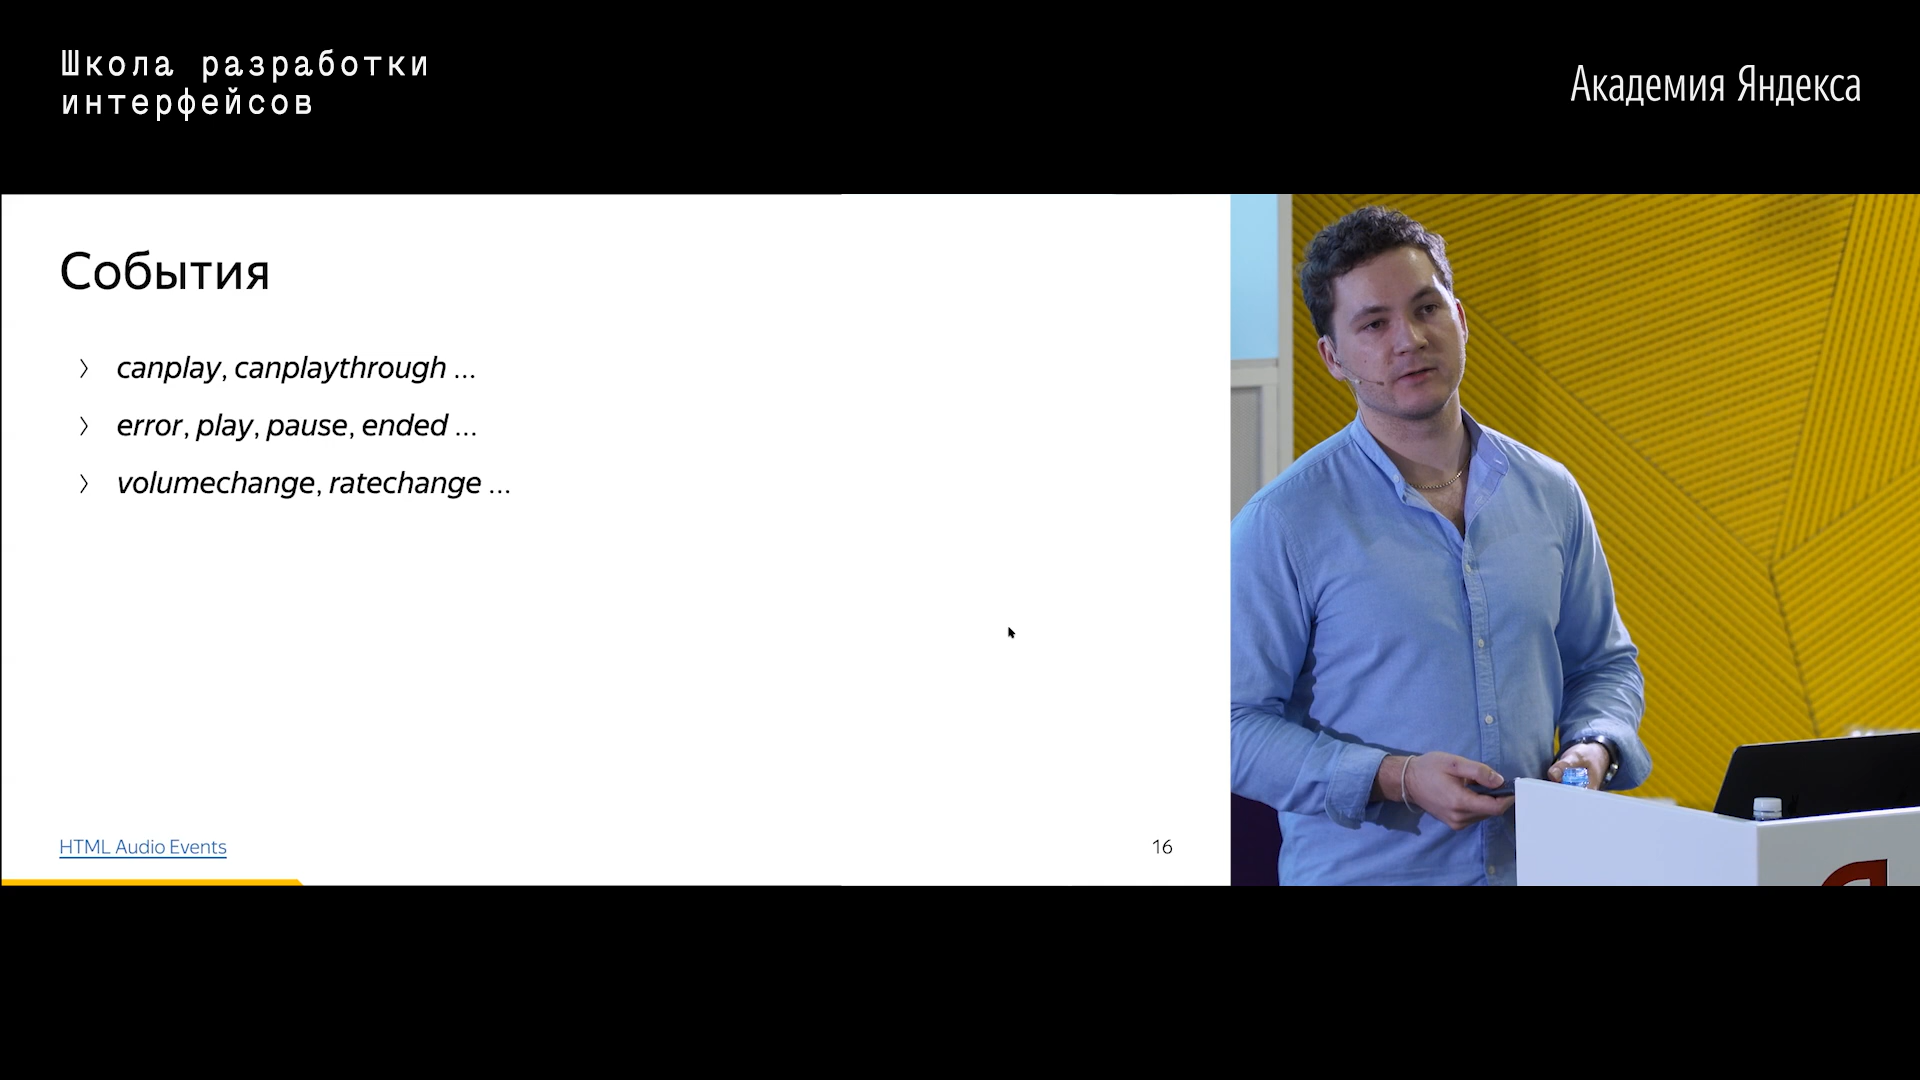 Школа разработки
интерфейсов
Академия Яндекса
События
canplay, canplaythrough ...
error, play, pause, ended ...
volumechange, ratechange ...
HTML Audio Events
16